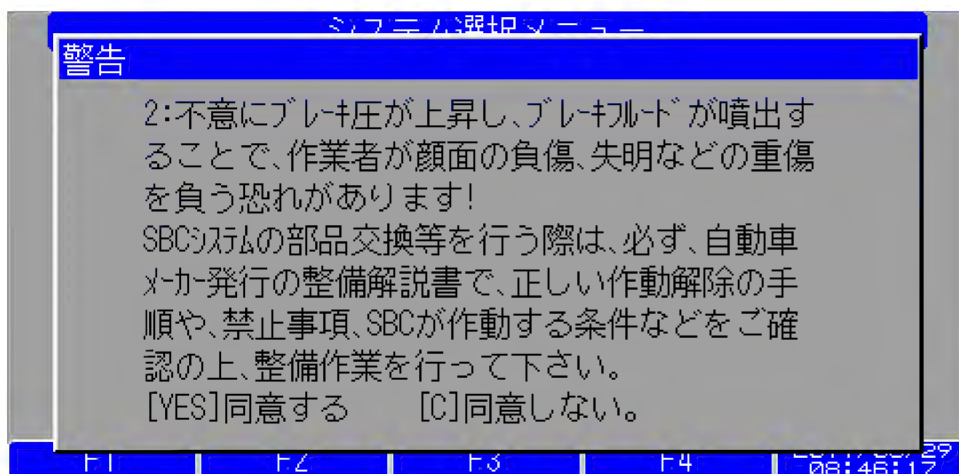 システム選択メニュー
警告
2:不意にブレーキ圧が上昇し、ブレーキフルードが噴出す
ることで、作業者が顔面の負傷、失明などの重傷
を負う恐れがあります!
SBCシステムの部品交換等を行う際は、必ず、自動車
メーカー発行の整備解説書で、正しい作動解除の手
順や、禁止事項、SBCが作動する条件などをご確
認の上、整備作業を行って下さい。
[YES]同意する [C]同意しない。
F1 F2 F3 F4
08:46:17